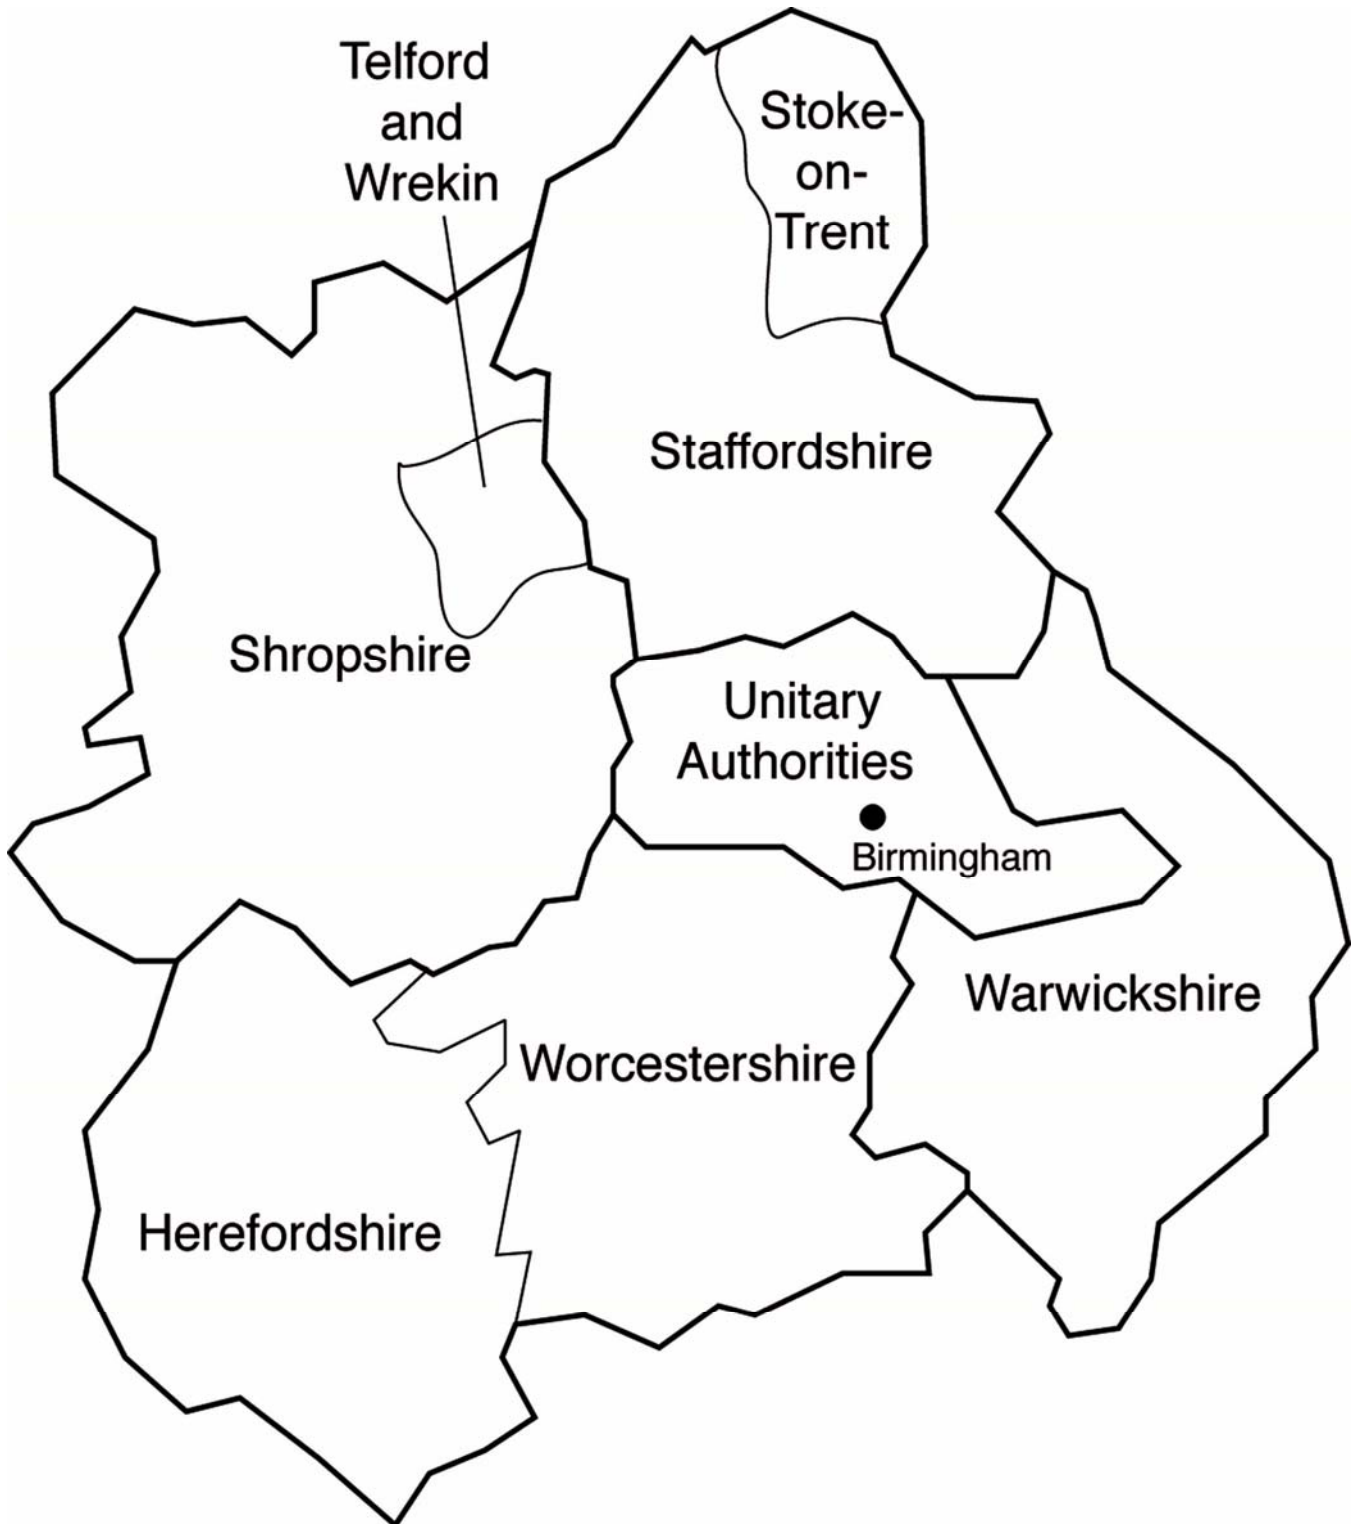 Telford
and
Wrekin
Stoke-
on-
Trent
Staffordshire
Shropshire
Unitary
Authorities
Birmingham
Warwickshire
Worcestershire
Herefordshire